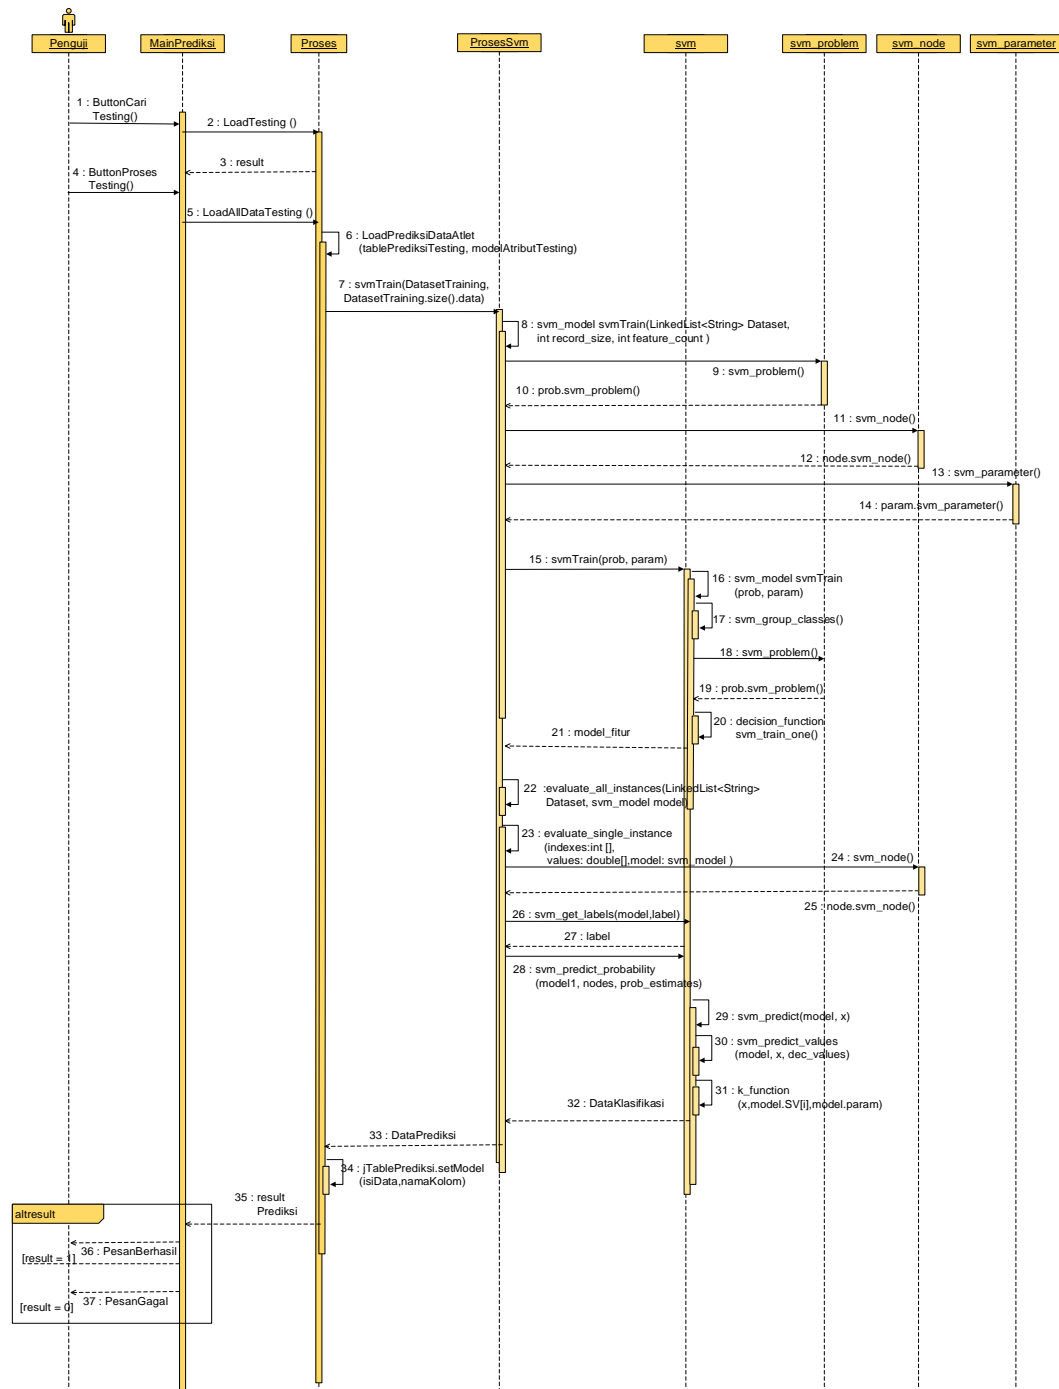 Penguji
MainPrediksi
Proses
ProsesSvm
svm
svm_problem
svm_node
svm_parameter
1 : ButtonCari
Testing()
2 : LoadTesting ()
3 : result
4 : ButtonProses
Testing()
5 : LoadAllDataTesting ()
6 : LoadPrediksiDataAtlet
(tablePrediksiTesting, modelAtributTesting)
7 : svmTrain(DatasetTraining,
DatasetTraining.size().data)
8 : svm_model svmTrain(LinkedList<String> Dataset,
int record_size, int feature_count )
9 : svm_problem()
10 : prob.svm_problem()
11 : svm_node()
12 : node.svm_node()
13 : svm_parameter()
14 : param.svm_parameter()
15 : svmTrain(prob, param)
16 : svm_model svmTrain
(prob, param)
17 : svm_group_classes()
18 : svm_problem()
19 : prob.svm_problem()
20 : decision_function
svm_train_one()
21 : model_fitur
22 :evaluate_all_instances(LinkedList<String>
Dataset, svm_model model)
23 : evaluate_single_instance
(indexes:int [],
values: double[],model: svm_model )
24 : svm_node()
25 : node.svm_node()
26 : svm_get_labels(model,label)
27 : label
28 : svm_predict_probability
(model1, nodes, prob_estimates)
29 : svm_predict(model, x)
30 : svm_predict_values
(model, x, dec_values)
31 : k_function
(x,model.SV[i],model.param)
32 : DataKlasifikasi
33 : DataPrediksi
34 : jTablePrediksi.setModel
(isiData,namaKolom)
35 : result
Prediksi
altresult
36 : PesanBerhasil
[result = 1]
37 : PesanGagal
[result = 0]